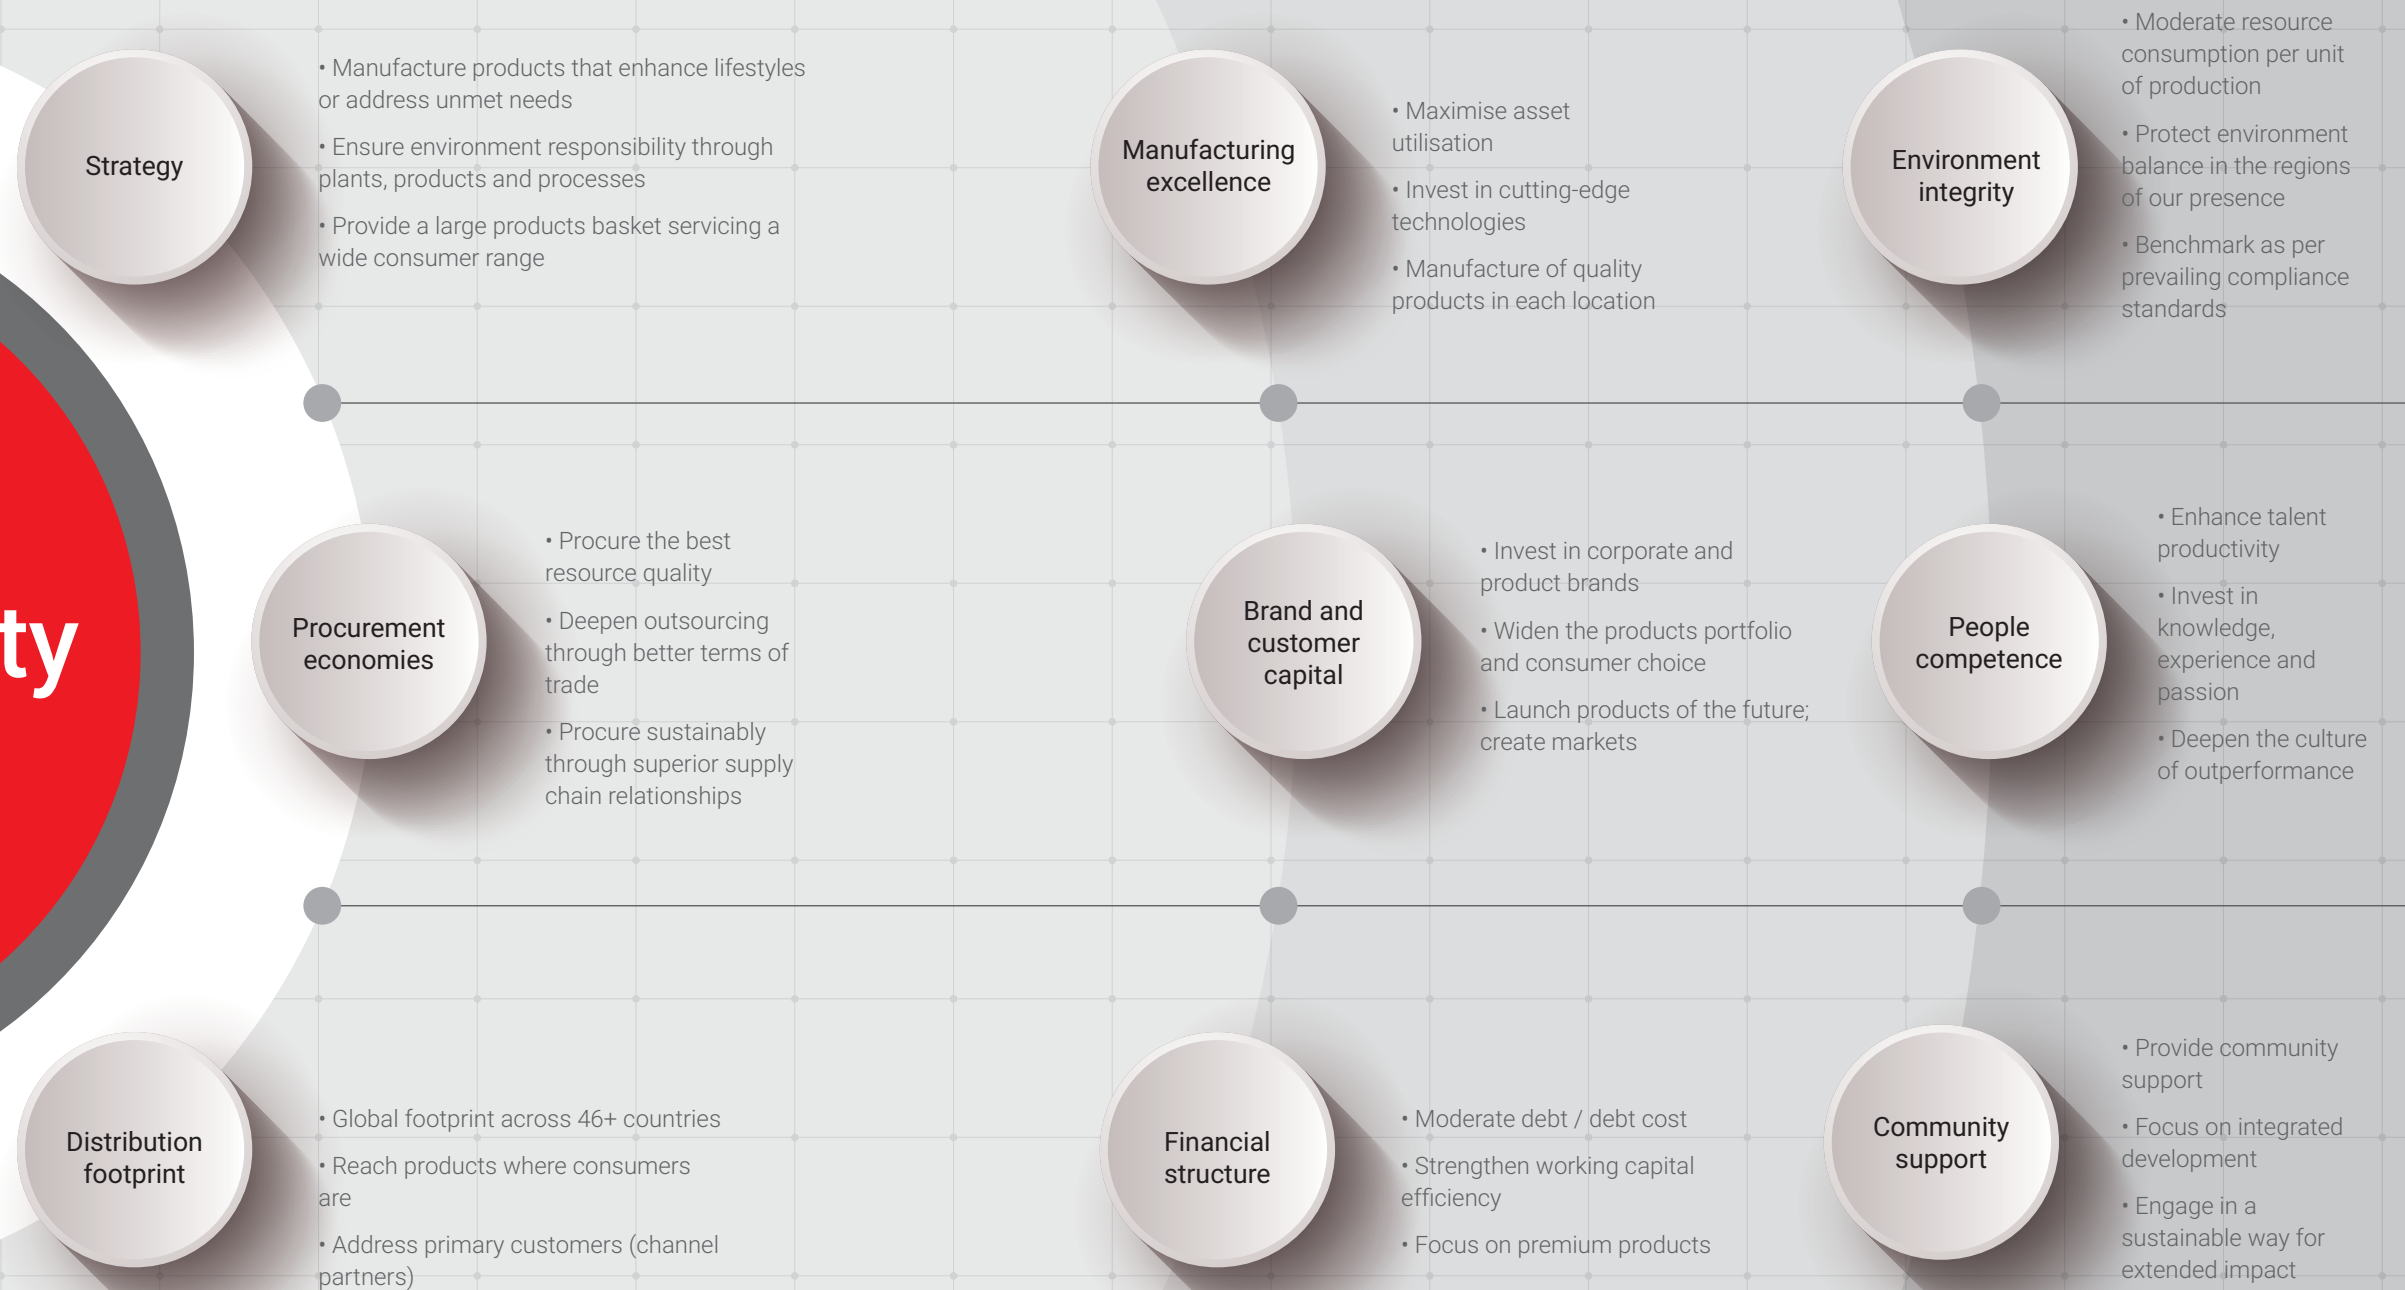 Strategy
• Manufacture products that enhance lifestyles
or address unmet needs
• Ensure environment responsibility through
plants, products and processes
• Provide a large products basket servicing a
wide consumer range
Manufacturing
excellence
• Maximise asset
utilisation
• Invest in cutting-edge
technologies
• Manufacture of quality
products in each location
Environment
integrity
• Moderate resource
consumption per unit
of production
• Protect environment
balance in the regions
of our presence
• Benchmark as per
prevailing compliance
standards
ty
Procurement
economies
• Procure the best
resource quality
• Deepen outsourcing
through better terms of
trade
• Procure sustainably
through superior supply
chain relationships
Brand and
customer
capital
• Invest in corporate and
product brands
• Widen the products portfolio
and consumer choice
• Launch products of the future;
create markets
People
competence
• Enhance talent
productivity
• Invest in
knowledge,
experience and
passion
• Deepen the culture
of outperformance
Distribution
footprint
• Global footprint across 46+ countries
• Reach products where consumers
are
• Address primary customers (channel
partners)
Financial
structure
• Moderate debt / debt cost
• Strengthen working capital
efficiency
• Focus on premium products
Community
support
• Provide community
support
• Focus on integrated
development
• Engage in a
sustainable way for
extended impact